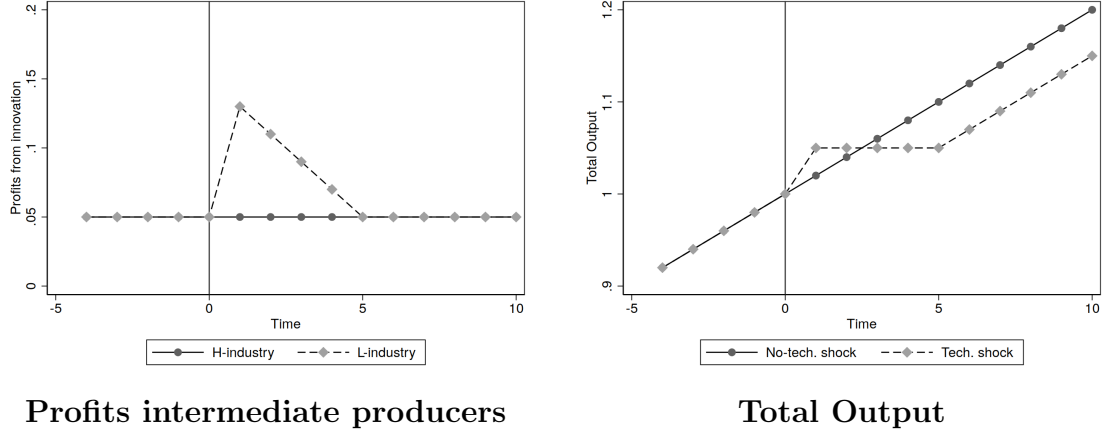 Profits from innovation
.2
.15
.1
.05
0
-5
0
5
10
Time
H-industry
L-industry
Profits intermediate producers
Total Output
1.2
1.1
1
.9
-5
0
5
10
Time
No-tech. shock
Tech. shock
Total Output